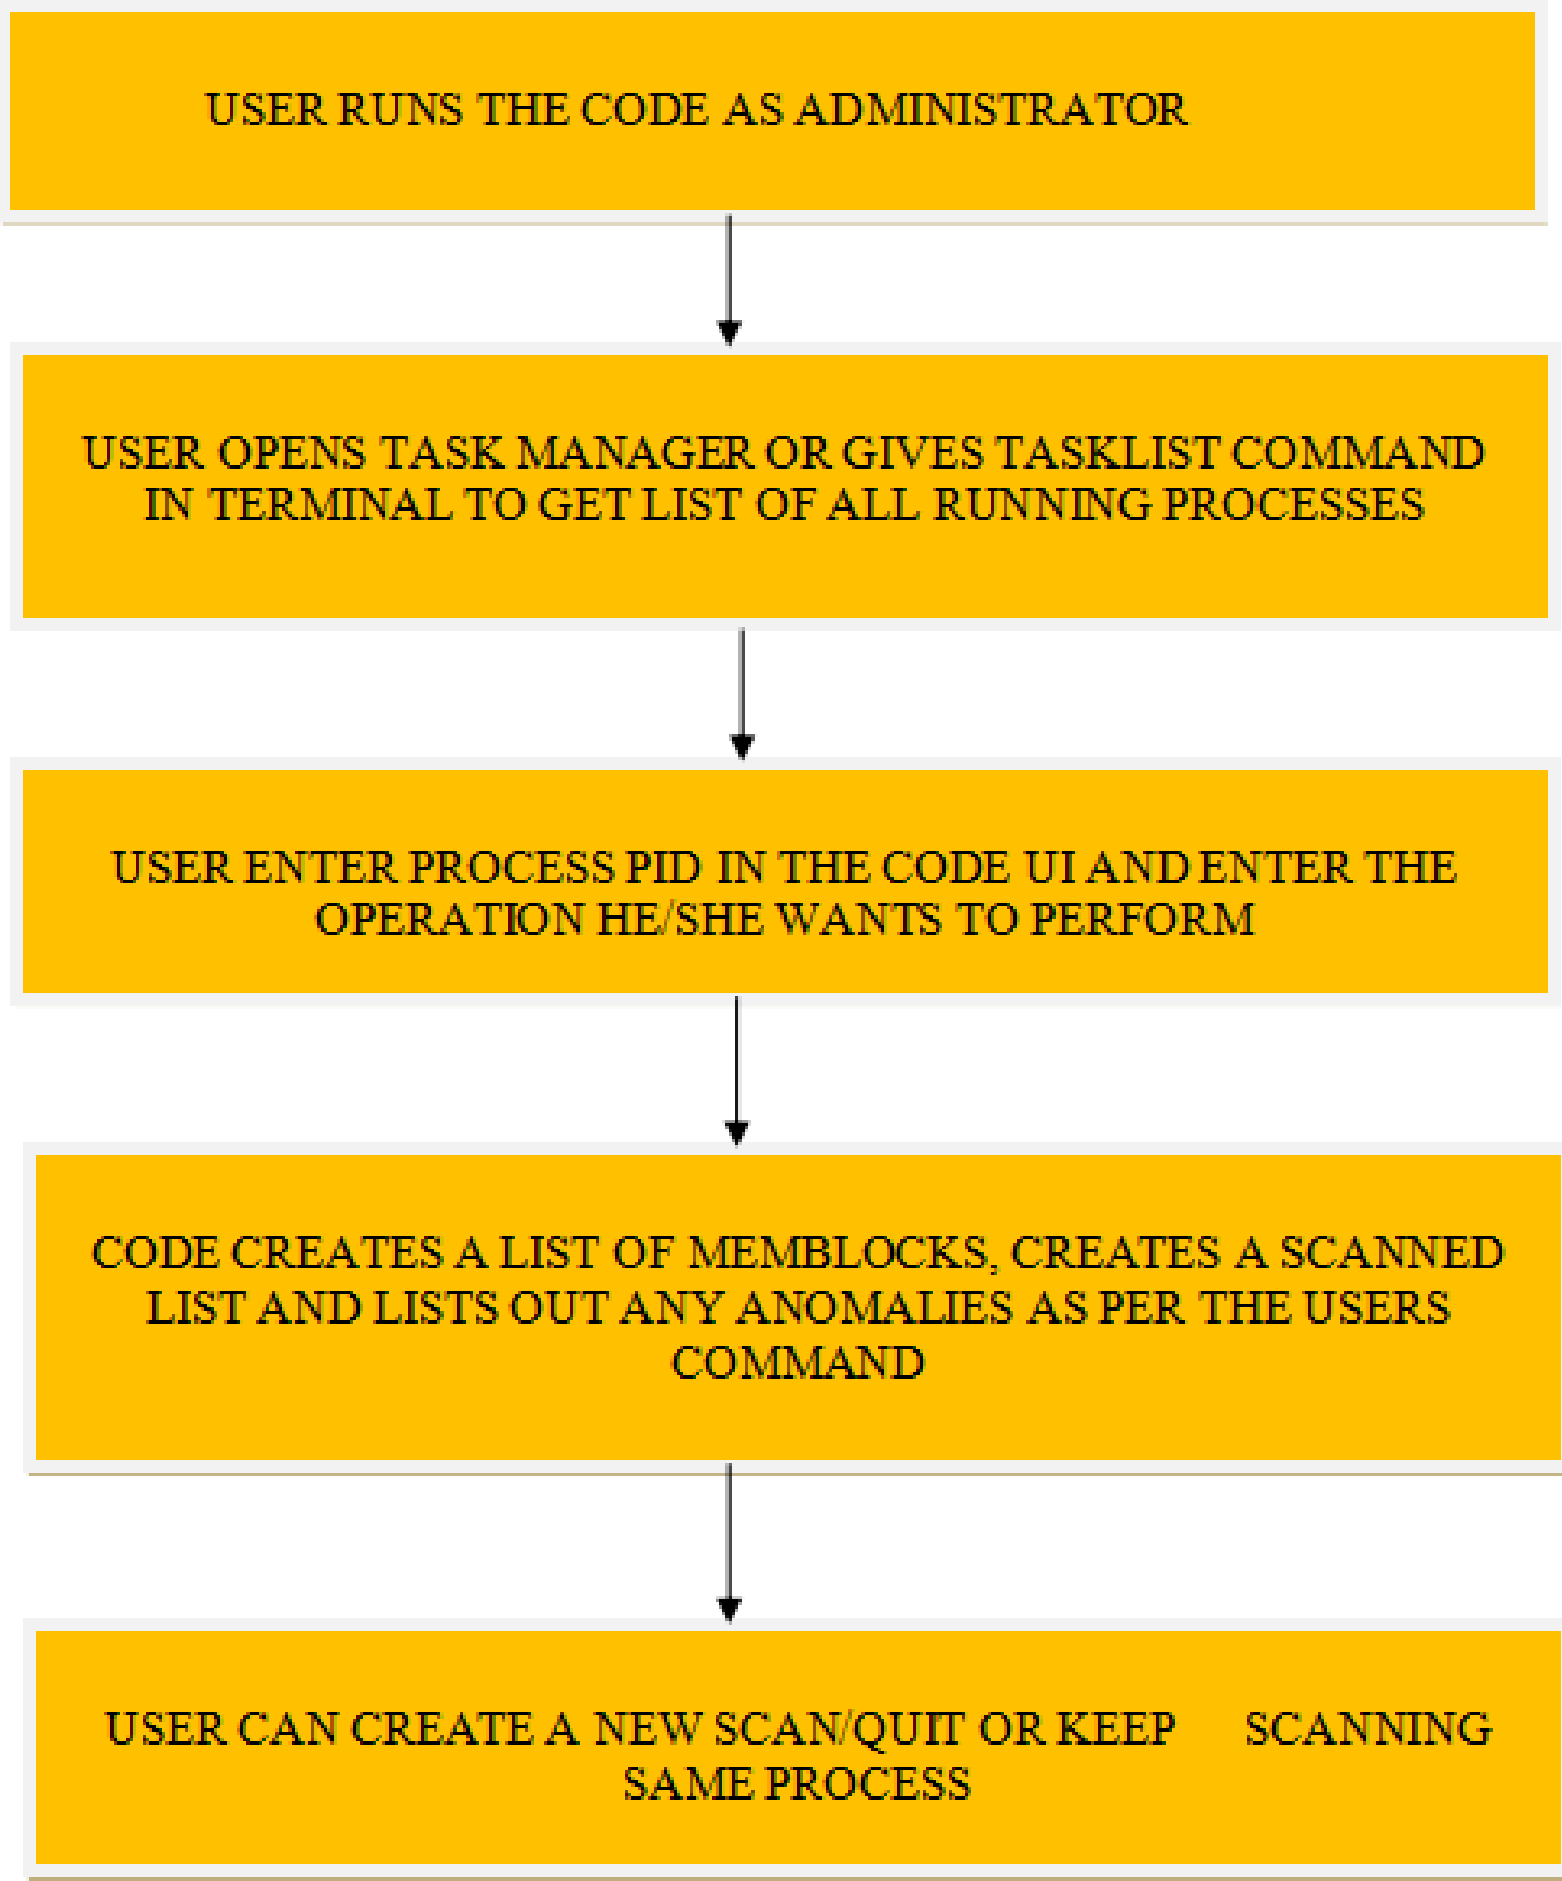 USER RUNS THE CODE AS ADMINISTRATOR
USER OPENS TASK MANAGER OR GIVES TASKLIST COMMAND
IN TERMINAL TO GET LIST OF ALL RUNNING PROCESSES
USER ENTER PROCESS PID IN THE CODE UI AND ENTER THE
OPERATION HE/SHE WANTS TO PERFORM
CODE CREATES A LIST OF MEMBLOCKS, CREATES A SCANNED
LIST AND LISTS OUT ANY ANOMALIES AS PER THE USERS
COMMAND
USER CAN CREATE A NEW SCAN/QUIT OR KEEP SCANNING
SAME PROCESS